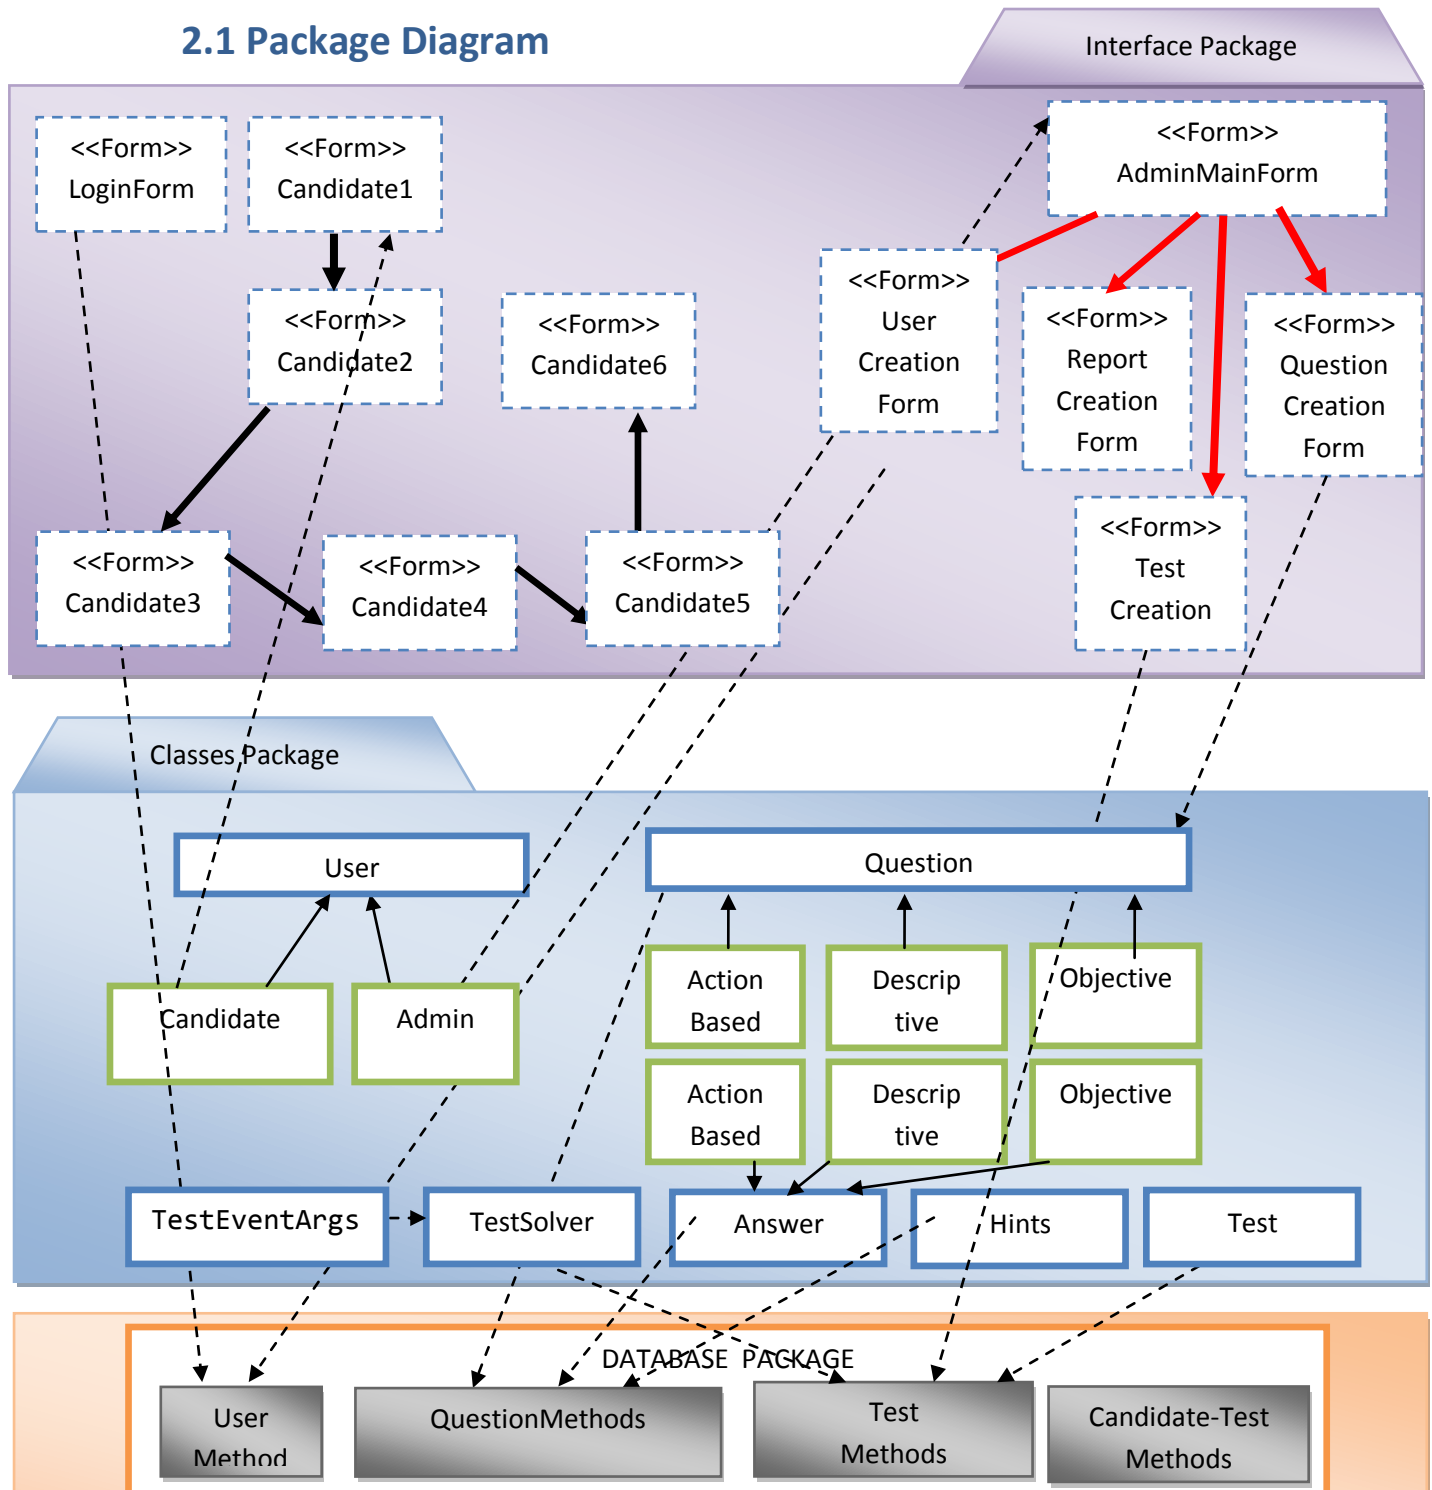 2.1 Package Diagram
Interface Package
<<Form>>
LoginForm
<<Form>>
Candidate1
<<Form>>
AdminMainForm
<<Form>>
Candidate2
<<Form>>
Candidate6
<<Form>>
User
Creation
Form
<<Form>>
Report
Creation
Form
<<Form>>
Question
Creation
Form
<<Form>>
Candidate3
<<Form>>
Candidate4
<<Form>>
Candidate5
<<Form>>
Test
Creation
Classes Package
User
Question
Candidate
Admin
Action
Based
Descrip
tive
Objective
Action
Based
Descrip
tive
Objective
TestEventArgs
TestSolver
Answer
Hints
Test
DATABASE PACKAGE
User
Method
QuestionMethods
Test
Methods
Candidate-Test
Methods